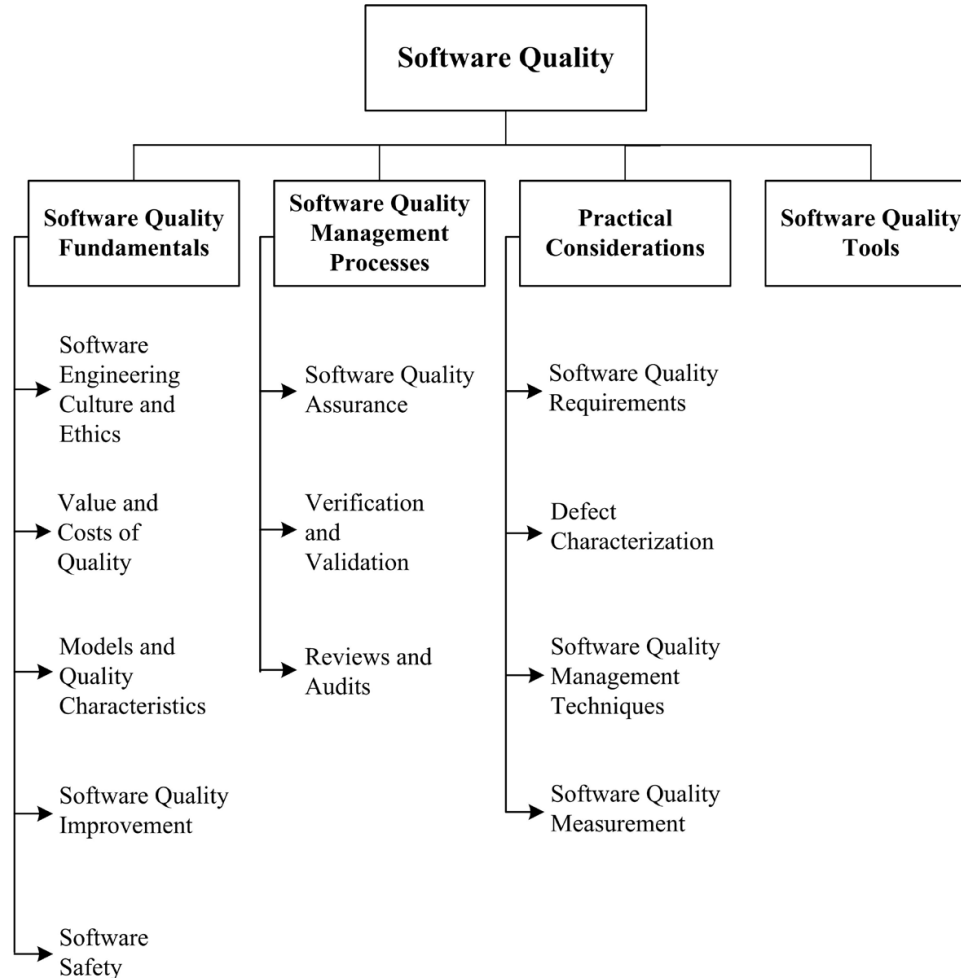 Software Quality
Software Quality
Fundamentals
Software
Engineering
Culture and
Ethics
Value and
Costs of
Quality
Models and
Quality
Characteristics
Software Quality
Improvement
Software
Safety
Software Quality
Management
Processes
Software Quality
Assurance
Verification
and
Validation
Reviews and
Audits
Practical
Considerations
Software Quality
Requirements
Defect
Characterization
Software Quality
Management
Techniques
Software Quality
Measurement
Software Quality
Tools